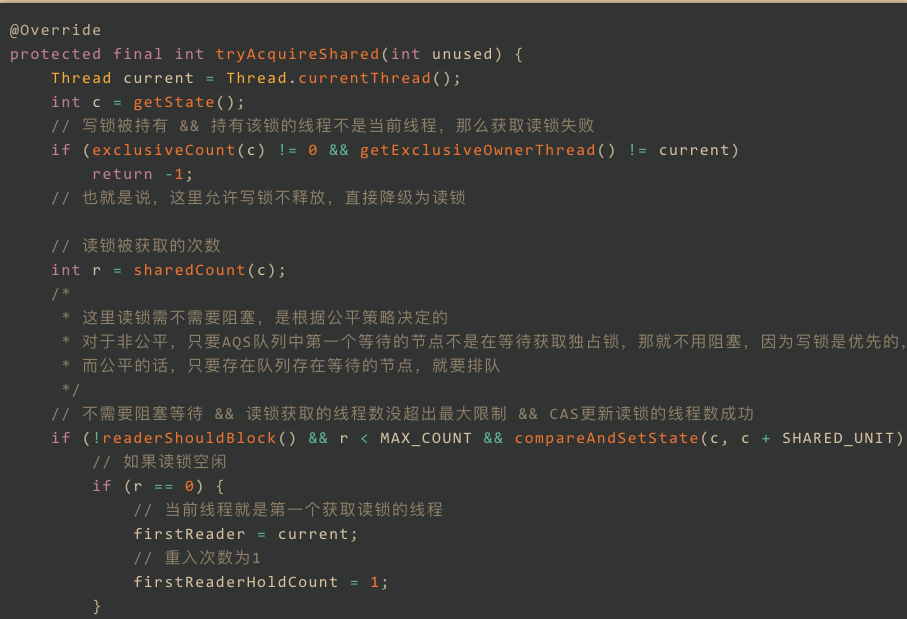 @Override
protected final int tryAcquireShared(int unused) {
    Thread current = Thread.currentThread();
    int c = getState();
    // 写锁被持有 && 持有该锁的线程不是当前线程，那么获取读锁失败
    if (exclusiveCount(c) != 0 && getExclusiveOwnerThread() != current)
        return -1;
    // 也就是说，这里允许写锁不释放，直接降级为读锁
    // 读锁被获取的次数
    int r = sharedCount(c);
    /*
     * 这里读锁需不需要阻塞，是根据公平策略决定的
     * 对于非公平，只要AQS队列中第一个等待的节点不是在等待获取独占锁，那就不用阻塞，因为写锁是优先的，
     * 而公平的话，只要存在队列存在等待的节点，就要排队
     */
    // 不需要阻塞等待 && 读锁获取的线程数没超出最大限制 && CAS更新读锁的线程数成功
    if (!readerShouldBlock() && r < MAX_COUNT && compareAndSetState(c, c + SHARED_UNIT)
        // 如果读锁空闲
        if (r == 0) {
            // 当前线程就是第一个获取读锁的线程
            firstReader = current;
            // 重入次数为1
            firstReaderHoldCount = 1;
        }